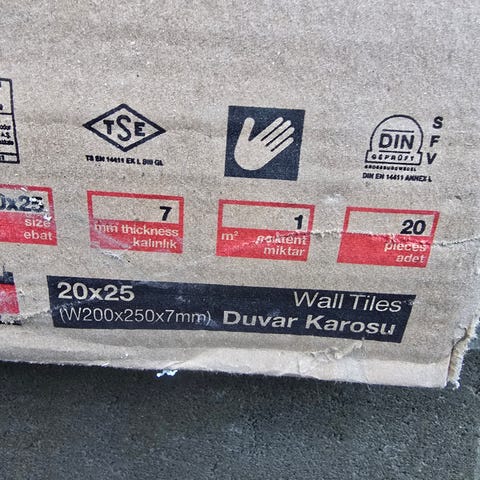 TSE
TS EN 14411 EK L BIII GL
DIN
GEPRÜFT
S
F
V
DIN EN 14411 ANNEX L
size
ebat
7
mm thickness
kalınlık
1
m²
miktar
20
pieces
adet
20x25
Wall Tiles
(W200x250x7mm)
Duvar Karosu